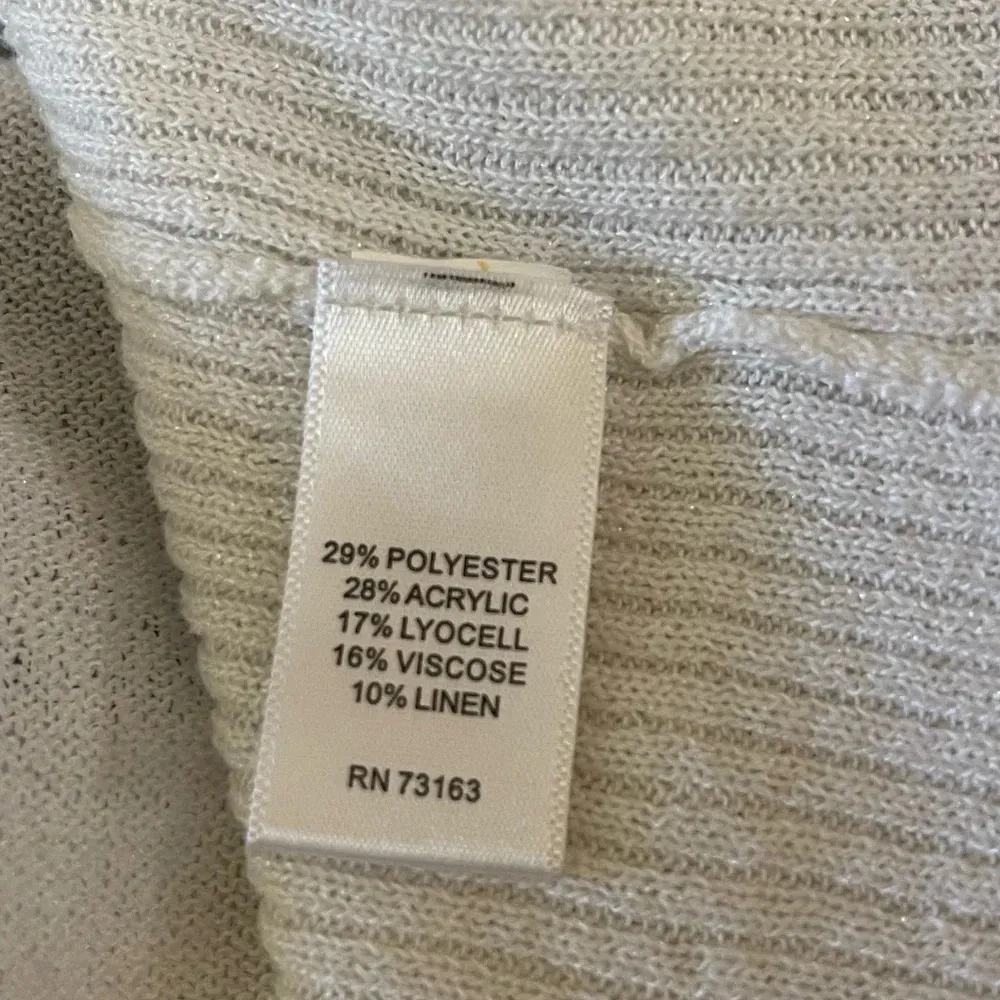 29% POLYESTER
28% ACRYLIC
17% LYOCELL
16% VISCOSE
10% LINEN
RN 73163